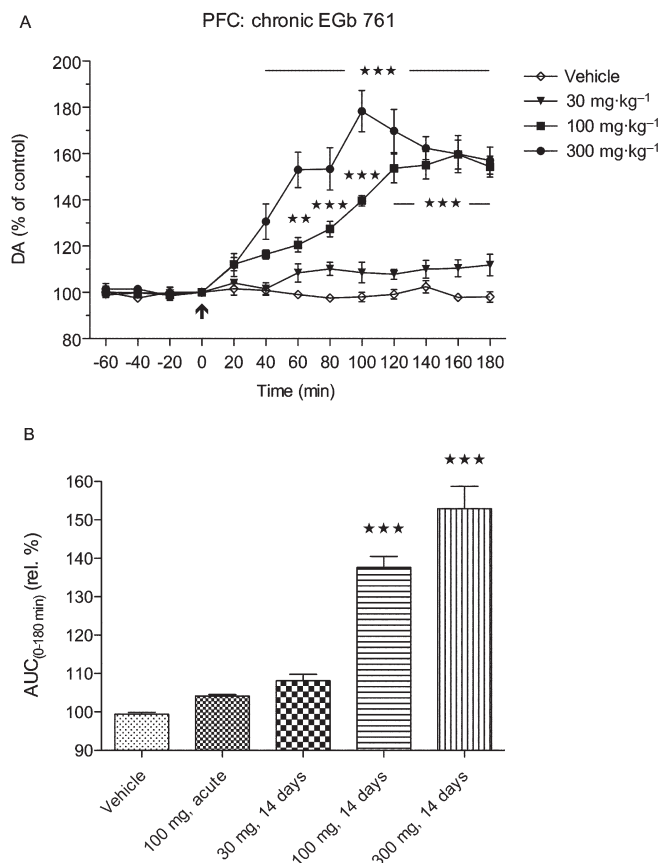 A
PFC: chronic EGb 761
200
180
160
140
120
100
80
DA (% of control)
★★★
★★★
★★ ★★★
★★★
-60 -40 -20 0 20 40 60 80 100 120 140 160 180
Time (min)
Vehicle
30 mg·kg⁻¹
100 mg·kg⁻¹
300 mg·kg⁻¹
B
160
150
140
130
120
110
100
90
AUC(0-180 min) (rel. %)
★★★
★★★
Vehicle
100 mg, acute
30 mg, 14 days
100 mg, 14 days
300 mg, 14 days